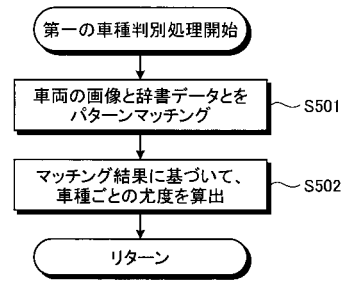 第一の車種判別処理開始
車両の画像と辞書データとを
パターンマッチング
S501
マッチング結果に基づいて、
車種ごとの尤度を算出
S502
リターン